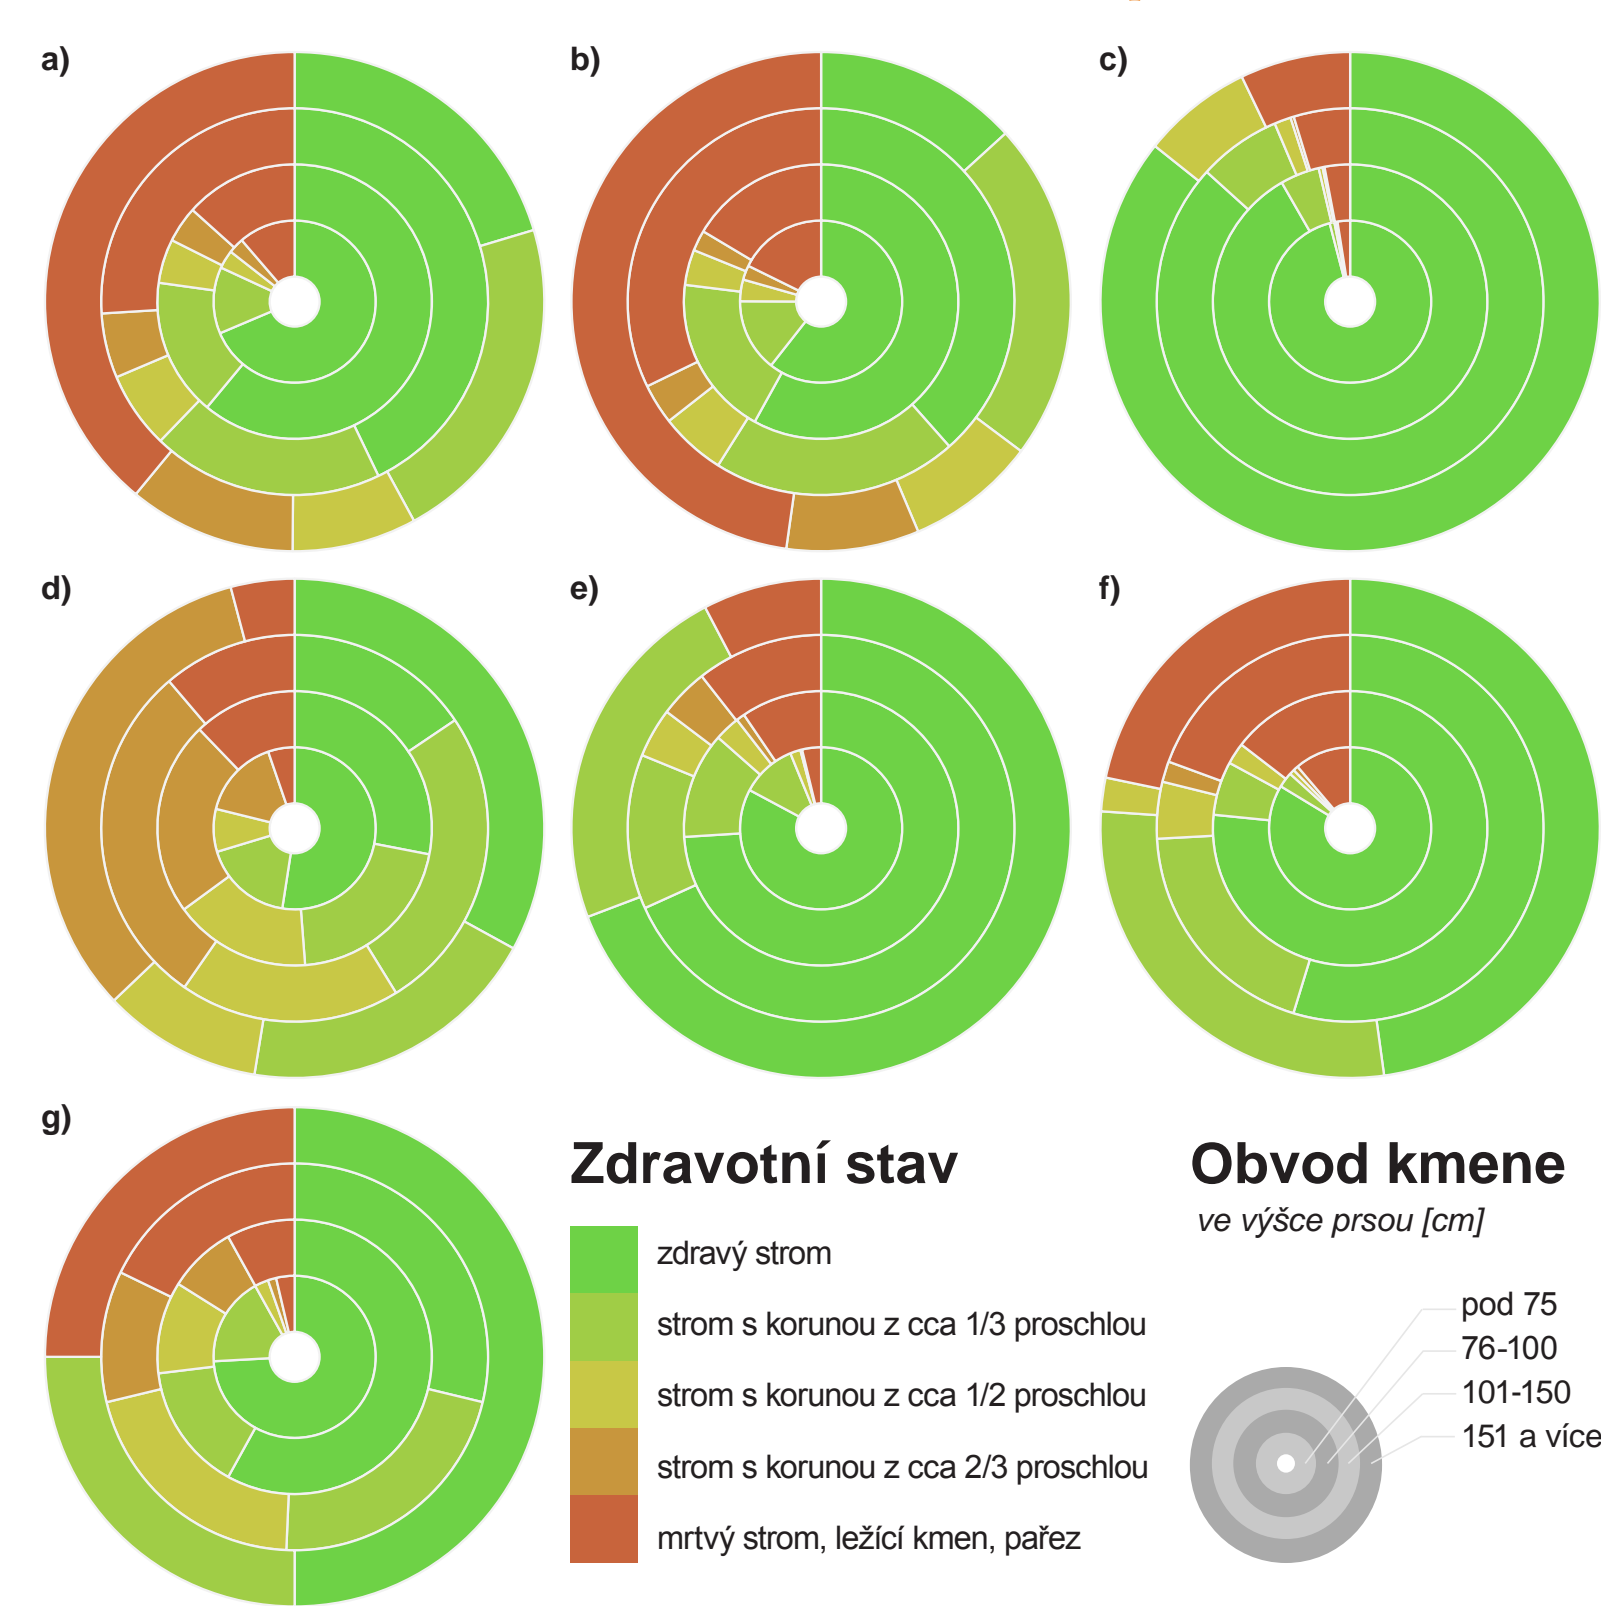 a)
b)
c)
d)
e)
f)
g)
Zdravotní stav
zdravý strom
strom s korunou z cca 1/3 proschlou
strom s korunou z cca 1/2 proschlou
strom s korunou z cca 2/3 proschlou
mrtvý strom, ležící kmen, pařez
Obvod kmene
ve výšce prsou [cm]
pod 75
76-100
101-150
151 a více